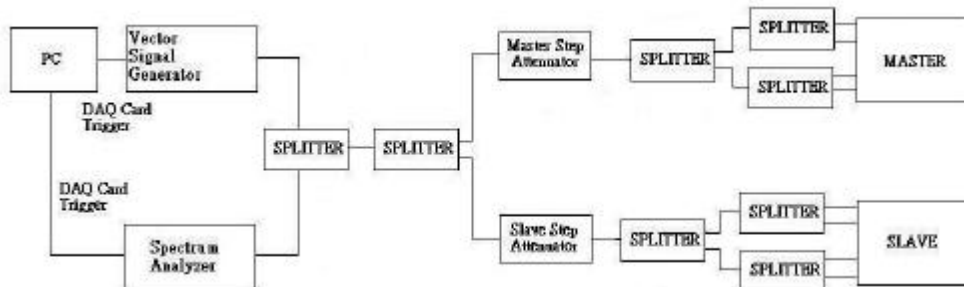 PC
Vector
Signal
Generator
DAQ Card
Trigger
DAQ Card
Trigger
Spectrum
Analyzer
SPLITTER
SPLITTER
Master Step
Attenuator
SPLITTER
SPLITTER
SPLITTER
MASTER
Slave Step
Attenuator
SPLITTER
SPLITTER
SPLITTER
SLAVE